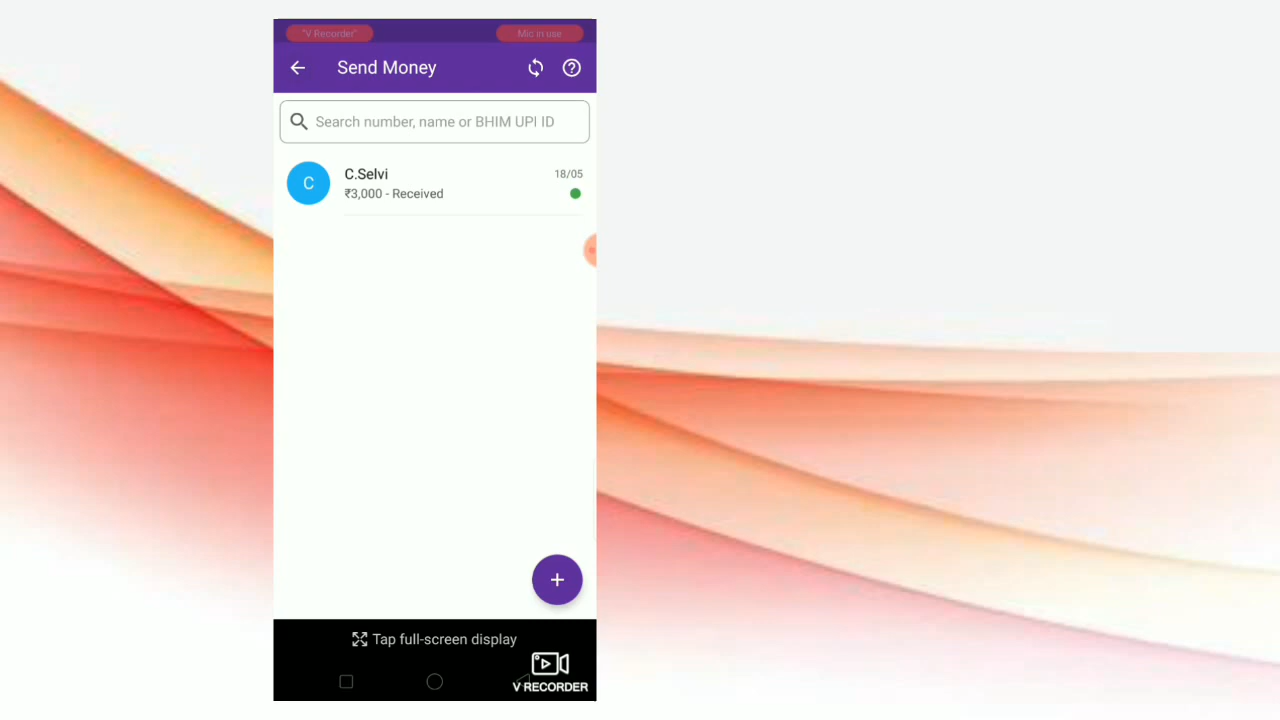 "V Recorder"
Mic in use
Send Money
Search number, name or BHIM UPI ID
C
C.Selvi
18/05
₹3,000 - Received
+
Tap full-screen display
V RECORDER